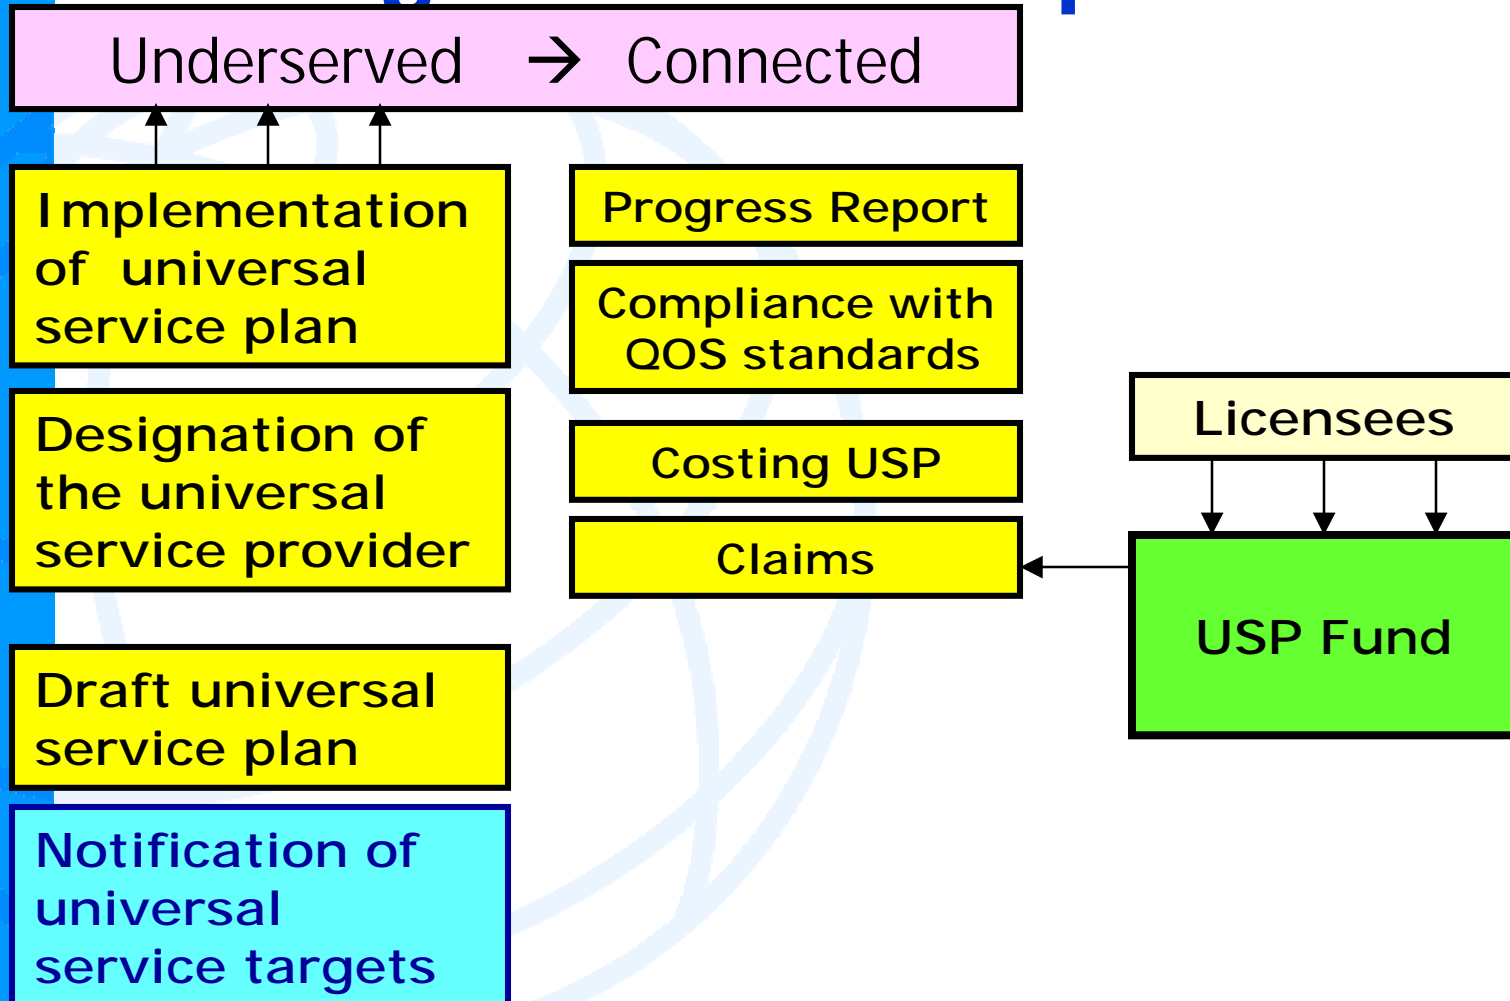 Underserved → Connected
Implementation
of universal
service plan
Designation of
the universal
service provider
Draft universal
service plan
Notification of
universal
service targets
Progress Report
Compliance with
QOS standards
Costing USP
Claims
Licensees
USP Fund